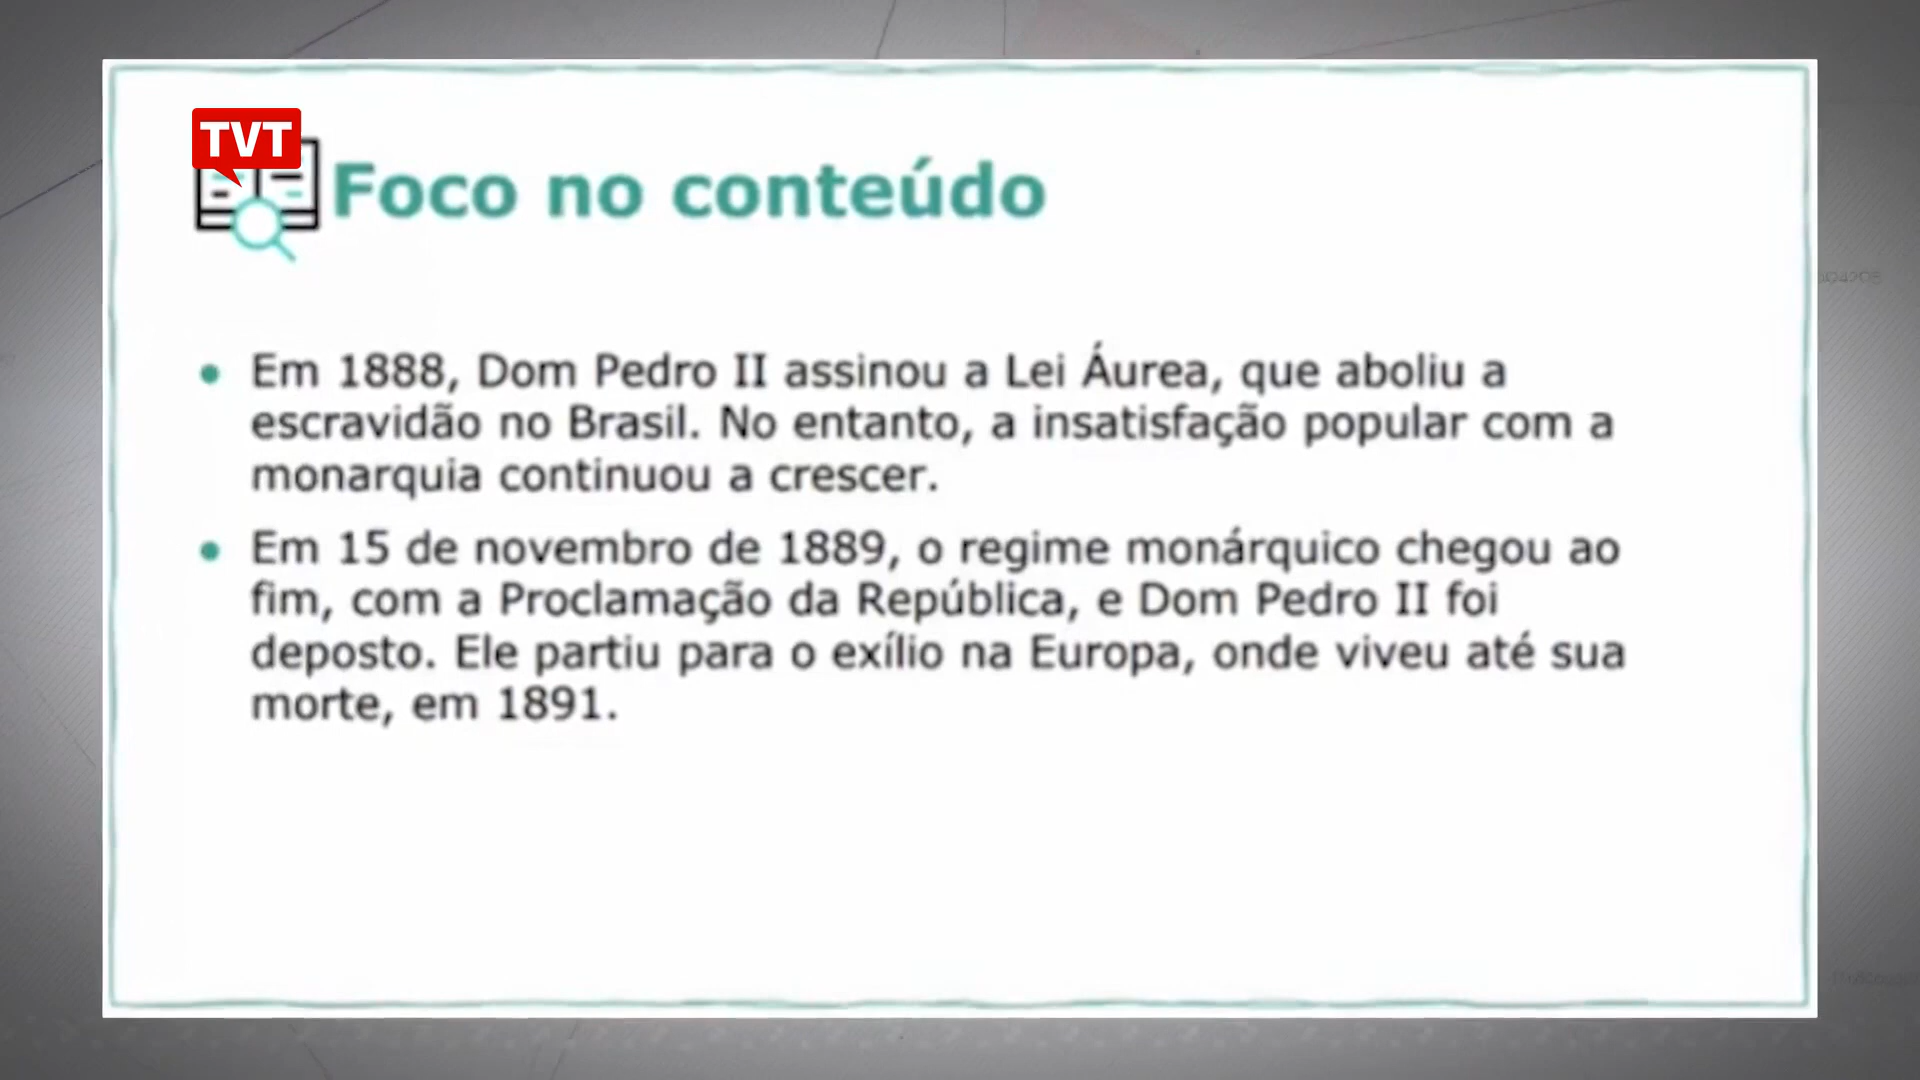 TVT
Foco no conteúdo
• Em 1888, Dom Pedro II assinou a Lei Áurea, que aboliu a
escravidão no Brasil. No entanto, a insatisfação popular com a
monarquia continuou a crescer.
• Em 15 de novembro de 1889, o regime monárquico chegou ao
fim, com a Proclamação da República, e Dom Pedro II foi
deposto. Ele partiu para o exílio na Europa, onde viveu até sua
morte, em 1891.